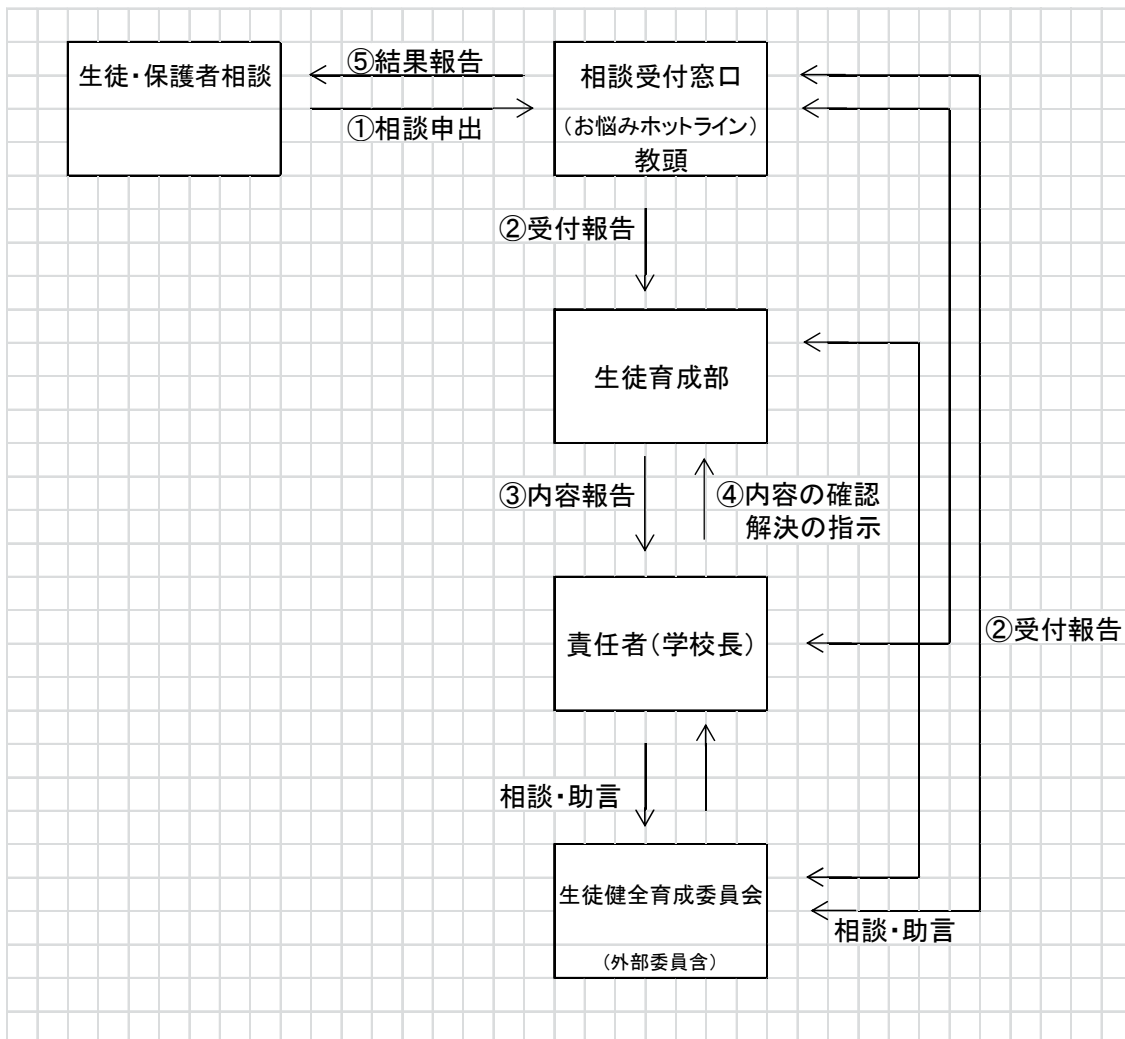 生徒・保護者相談
⑤結果報告
①相談申出
相談受付窓口
(お悩みホットライン)
教頭
②受付報告
生徒育成部
③内容報告
④内容の確認
解決の指示
責任者(学校長)
②受付報告
相談・助言
生徒健全育成委員会
(外部委員含)
相談・助言